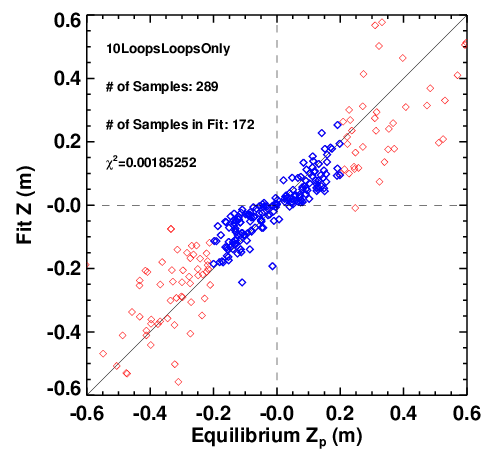 0.6
10LoopsLoopsOnly
0.4
# of Samples: 289
# of Samples in Fit: 172
0.2
χ²=0.00185252
-0.0
Fit Z (m)
-0.2
-0.4
-0.6
-0.6 -0.4 -0.2 -0.0 0.2 0.4 0.6
Equilibrium Zp (m)